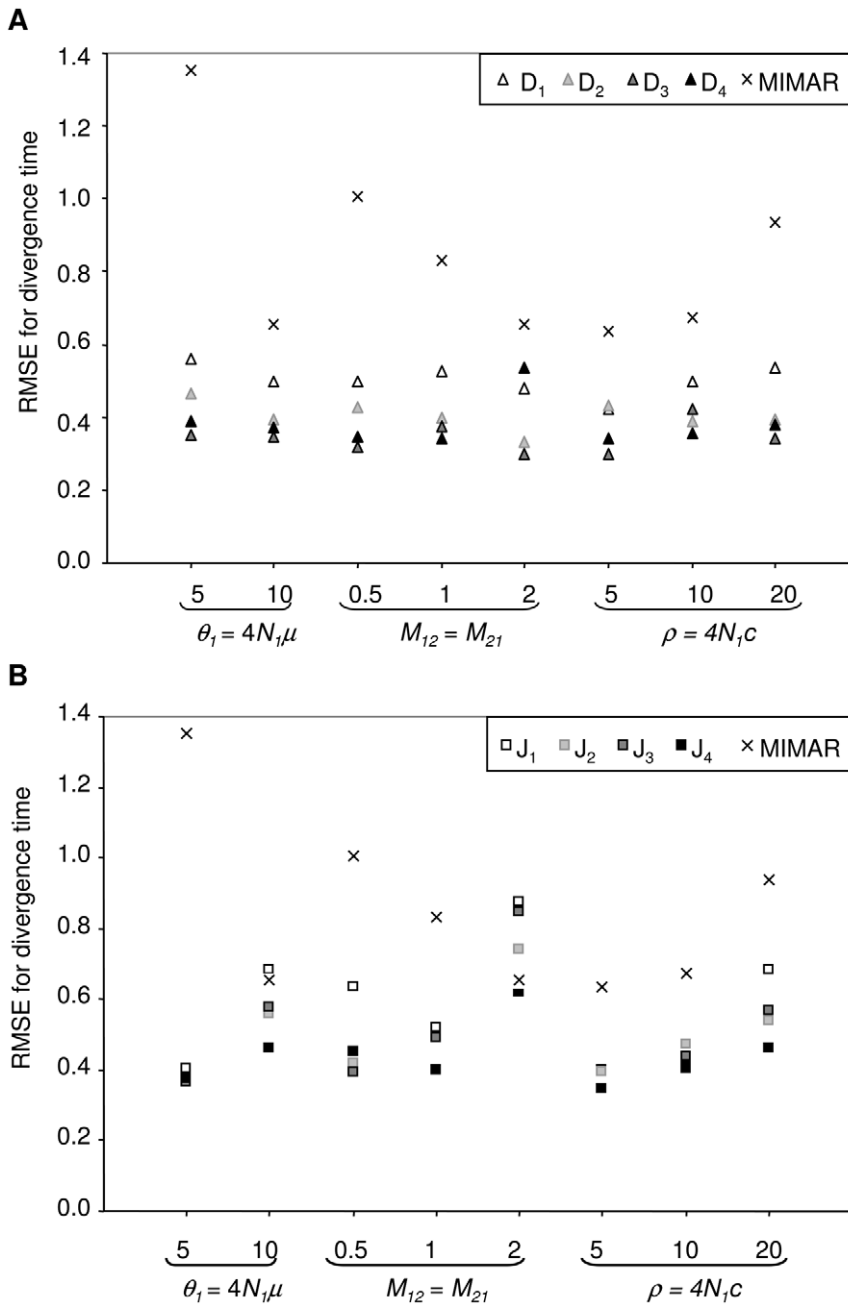 A
1.4
D1 D2 D3 D4 MIMAR
1.2
1.0
0.8
0.6
0.4
0.2
0.0
RMSE for divergence time
5 10 0.5 1 2 5 10 20
θ1 = 4N1μ M12 = M21 ρ = 4N1c
B
1.4
J1 J2 J3 J4 MIMAR
1.2
1.0
0.8
0.6
0.4
0.2
0.0
RMSE for divergence time
5 10 0.5 1 2 5 10 20
θ1 = 4N1μ M12 = M21 ρ = 4N1c